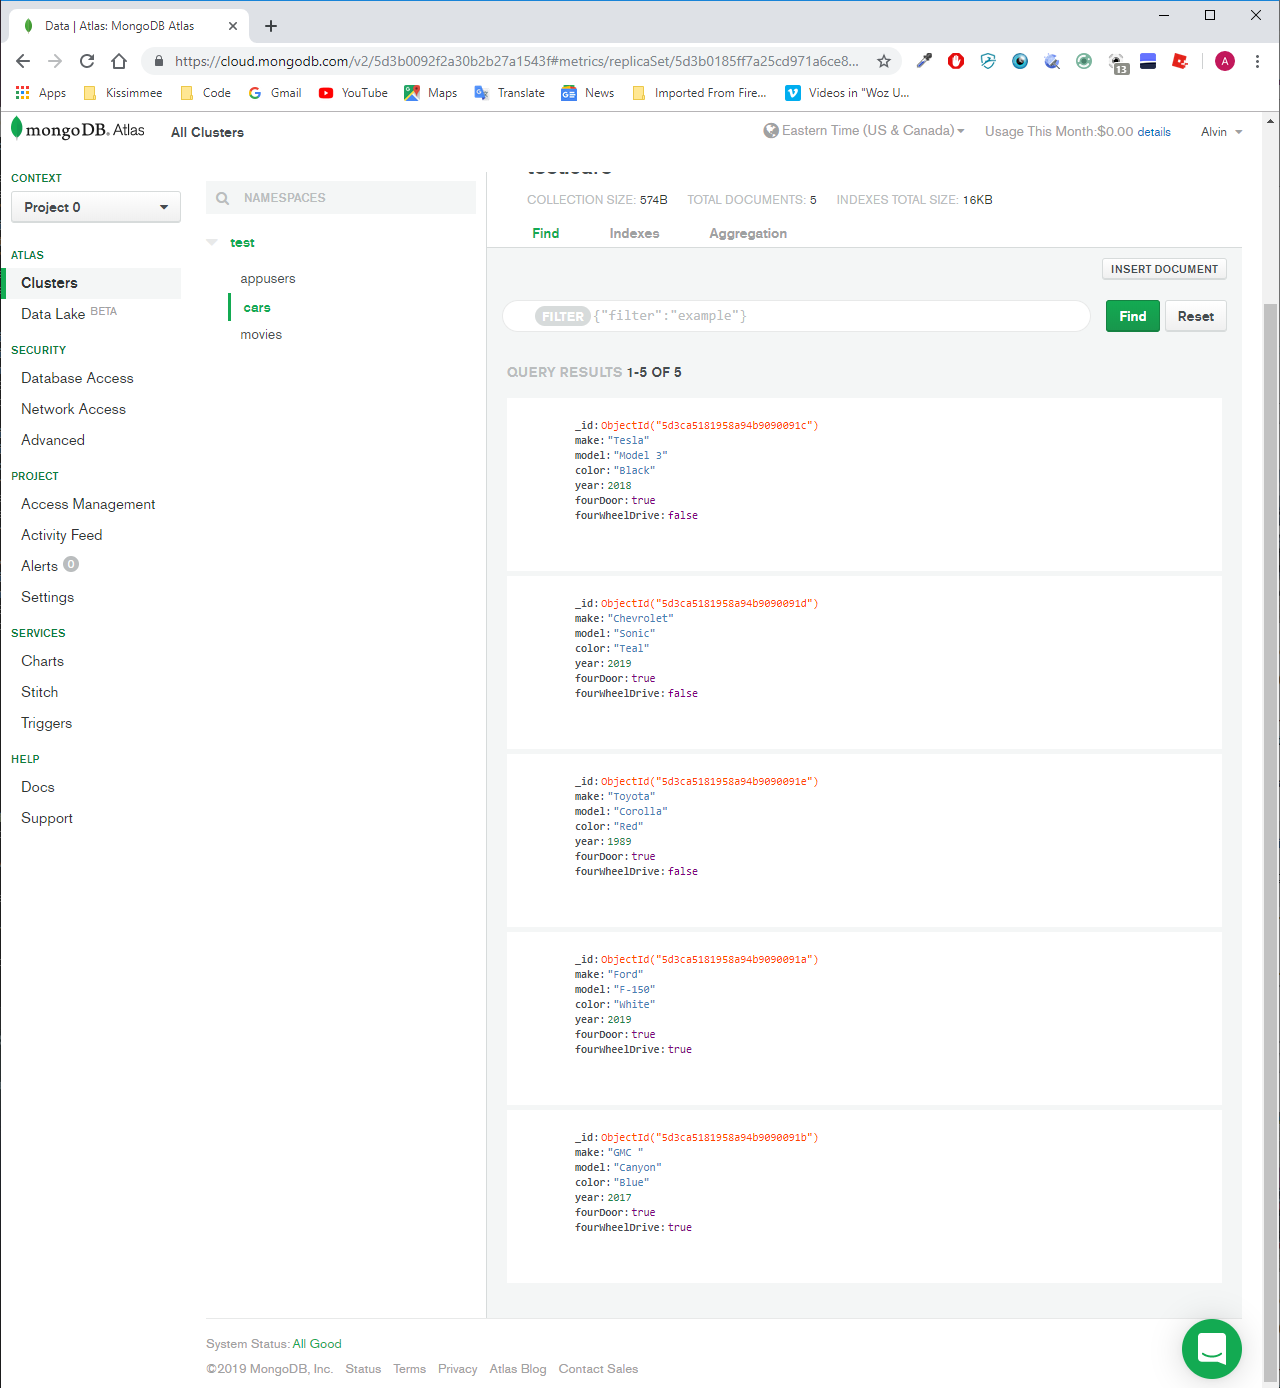 Data | Atlas: MongoDB Atlas
https://cloud.mongodb.com/v2/5d3b0092f2a30b2b27a1543f#metrics/replicaSet/5d3b0185ff7a25cd971a6ce8...
13
A
Apps Kissimmee Code Gmail YouTube Maps Translate News Imported From Fire... Videos in "Woz U...
mongoDB. Atlas All Clusters Eastern Time (US & Canada) Usage This Month:$0.00 details Alvin
CONTEXT
Project 0
ATLAS
Clusters
Data Lake BETA
SECURITY
Database Access
Network Access
Advanced
PROJECT
Access Management
Activity Feed
Alerts 0
Settings
SERVICES
Charts
Stitch
Triggers
HELP
Docs
Support
NAMESPACES
test
appusers
cars
movies
COLLECTION SIZE: 574B TOTAL DOCUMENTS: 5 INDEXES TOTAL SIZE: 16KB
Find Indexes Aggregation
INSERT DOCUMENT
FILTER {"filter":"example"}
Find Reset
QUERY RESULTS 1-5 OF 5
_id:ObjectId("5d3ca5181958a94b9090091c")
make:"Tesla"
model:"Model 3"
color:"Black"
year:2018
fourDoor:true
fourWheelDrive:false
_id:ObjectId("5d3ca5181958a94b9090091d")
make:"Chevrolet"
model:"Sonic"
color:"Teal"
year:2019
fourDoor:true
fourWheelDrive:false
_id:ObjectId("5d3ca5181958a94b9090091e")
make:"Toyota"
model:"Corolla"
color:"Red"
year:1989
fourDoor:true
fourWheelDrive:false
_id:ObjectId("5d3ca5181958a94b9090091a")
make:"Ford"
model:"F-150"
color:"White"
year:2019
fourDoor:true
fourWheelDrive:true
_id:ObjectId("5d3ca5181958a94b9090091b")
make:"GMC "
model:"Canyon"
color:"Blue"
year:2017
fourDoor:true
fourWheelDrive:true
System Status: All Good
©2019 MongoDB, Inc. Status Terms Privacy Atlas Blog Contact Sales